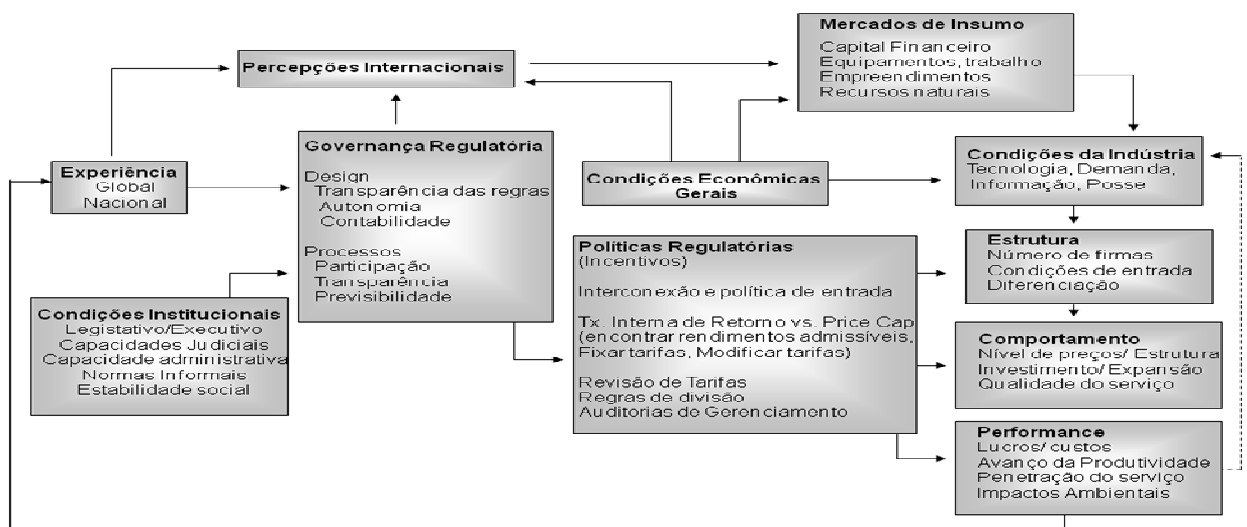 Mercados de Insumo
Capital Financeiro
Equipamentos, trabalho
Empreendimentos
Recursos naturais
Percepções Internacionais
Governança Regulatória
Design
Transparência das regras
Autonomia
Contabilidade
Processos
Participação
Transparência
Previsibilidade
Experiência
Global
Nacional
Condições Econômicas
Gerais
Condições da Indústria
Tecnologia, Demanda,
Informação, Posse
Condições Institucionais
Legislativo/Executivo
Capacidades Judiciais
Capacidade administrativa
Normas Informais
Estabilidade social
Políticas Regulatórias
(Incentivos)
Interconexão e política de entrada
Tx. Interna de Retorno vs. Price Cap
(encontrar rendimentos admissíveis,
Fixar tarifas, Modificar tarifas)
Revisão de Tarifas
Regras de divisão
Auditorias de Gerenciamento
Estrutura
Número de firmas
Condições de entrada
Diferenciação
Comportamento
Nível de preços/ Estrutura
Investimento/ Expansão
Qualidade do serviço
Performance
Lucros/ custos
Avanço da Produtividade
Penetração do serviço
Impactos Ambientais